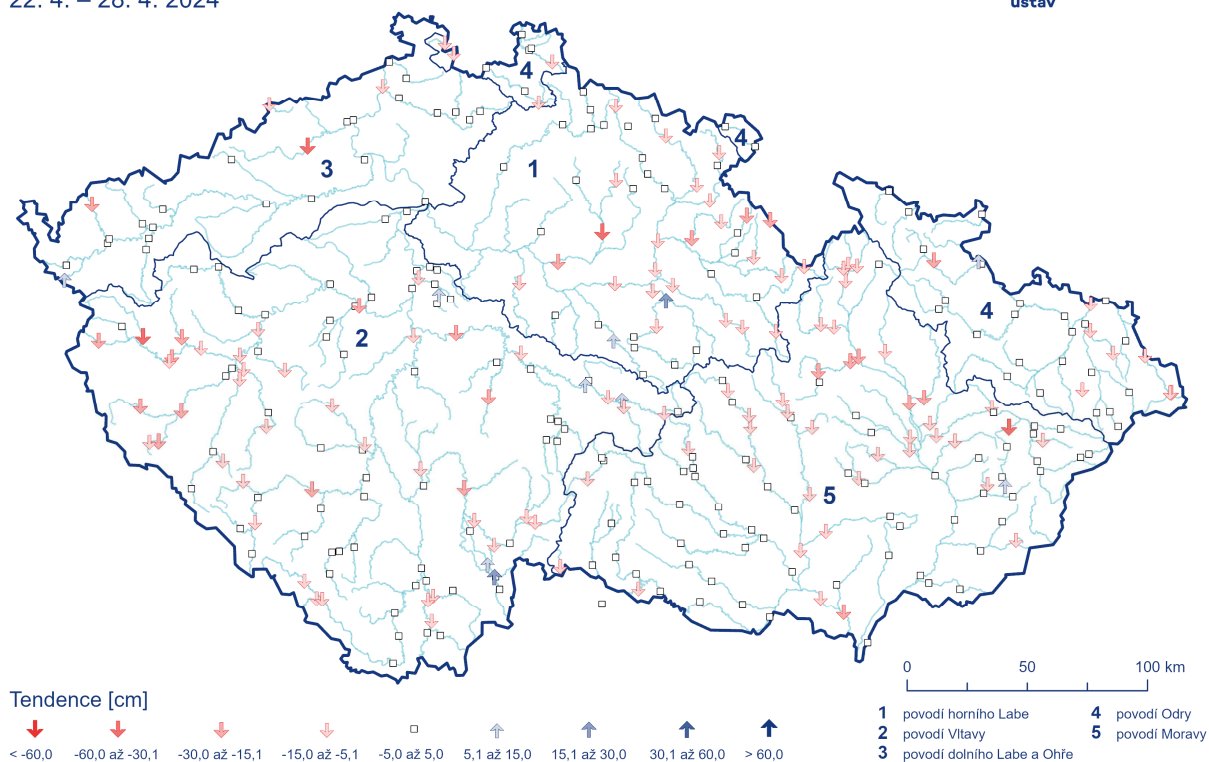 22. 4. – 28. 4. 2024
ústav
4
4
3
1
2
4
5
0 50 100 km
Tendence [cm]
< -60,0 -60,0 až -30,1 -30,0 až -15,1 -15,0 až -5,1 -5,0 až 5,0 5,1 až 15,0 15,1 až 30,0 30,1 až 60,0 > 60,0
1 povodí horního Labe 4 povodí Odry
2 povodí Vltavy 5 povodí Moravy
3 povodí dolního Labe a Ohře